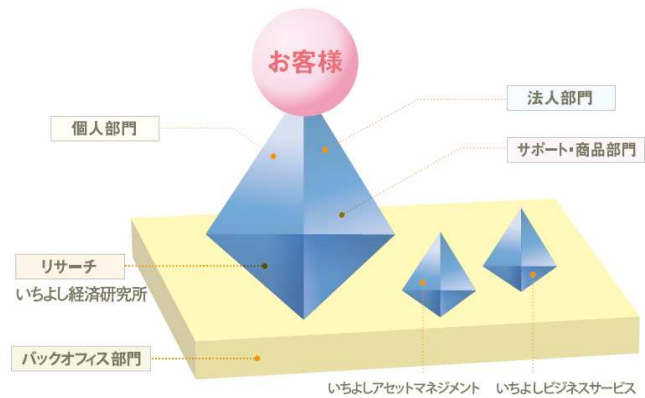 お客様
法人部門
個人部門
サポート・商品部門
リサーチ
いちよし経済研究所
バックオフィス部門
いちよしアセットマネジメント
いちよしビジネスサービス